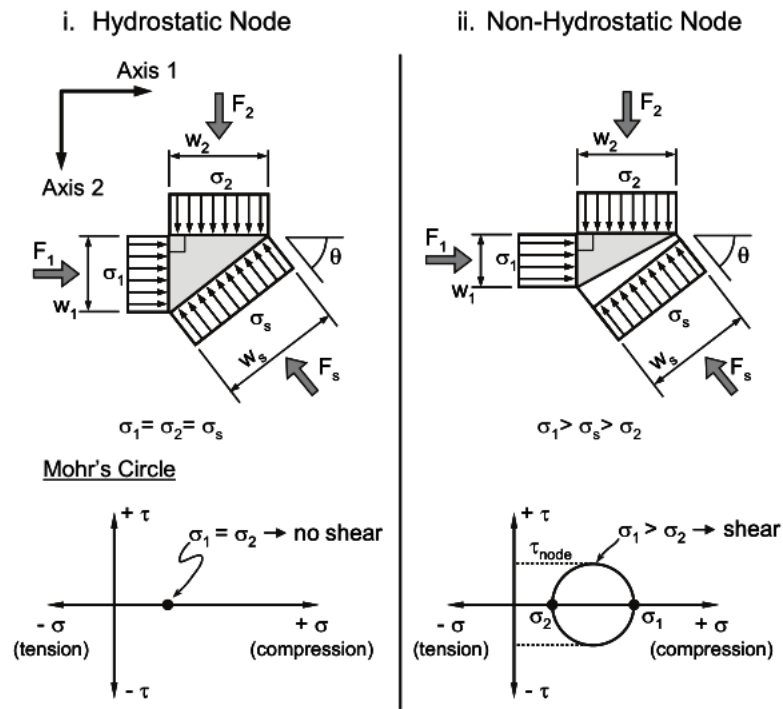 i. Hydrostatic Node
Axis 1
Axis 2
F₂
w₂
σ₂
F₁
σ₁
w₁
θ
σₛ
wₛ
Fₛ
σ₁= σ₂= σₛ
Mohr's Circle
+ τ
σ₁ = σ₂ → no shear
- σ
(tension)
+ σ
(compression)
- τ
ii. Non-Hydrostatic Node
F₂
w₂
σ₂
F₁
σ₁
w₁
θ
σₛ
wₛ
Fₛ
σ₁> σₛ> σ₂
+ τ
τnode
σ₁ > σ₂ → shear
σ₂
σ₁
- σ
(tension)
+ σ
(compression)
- τ